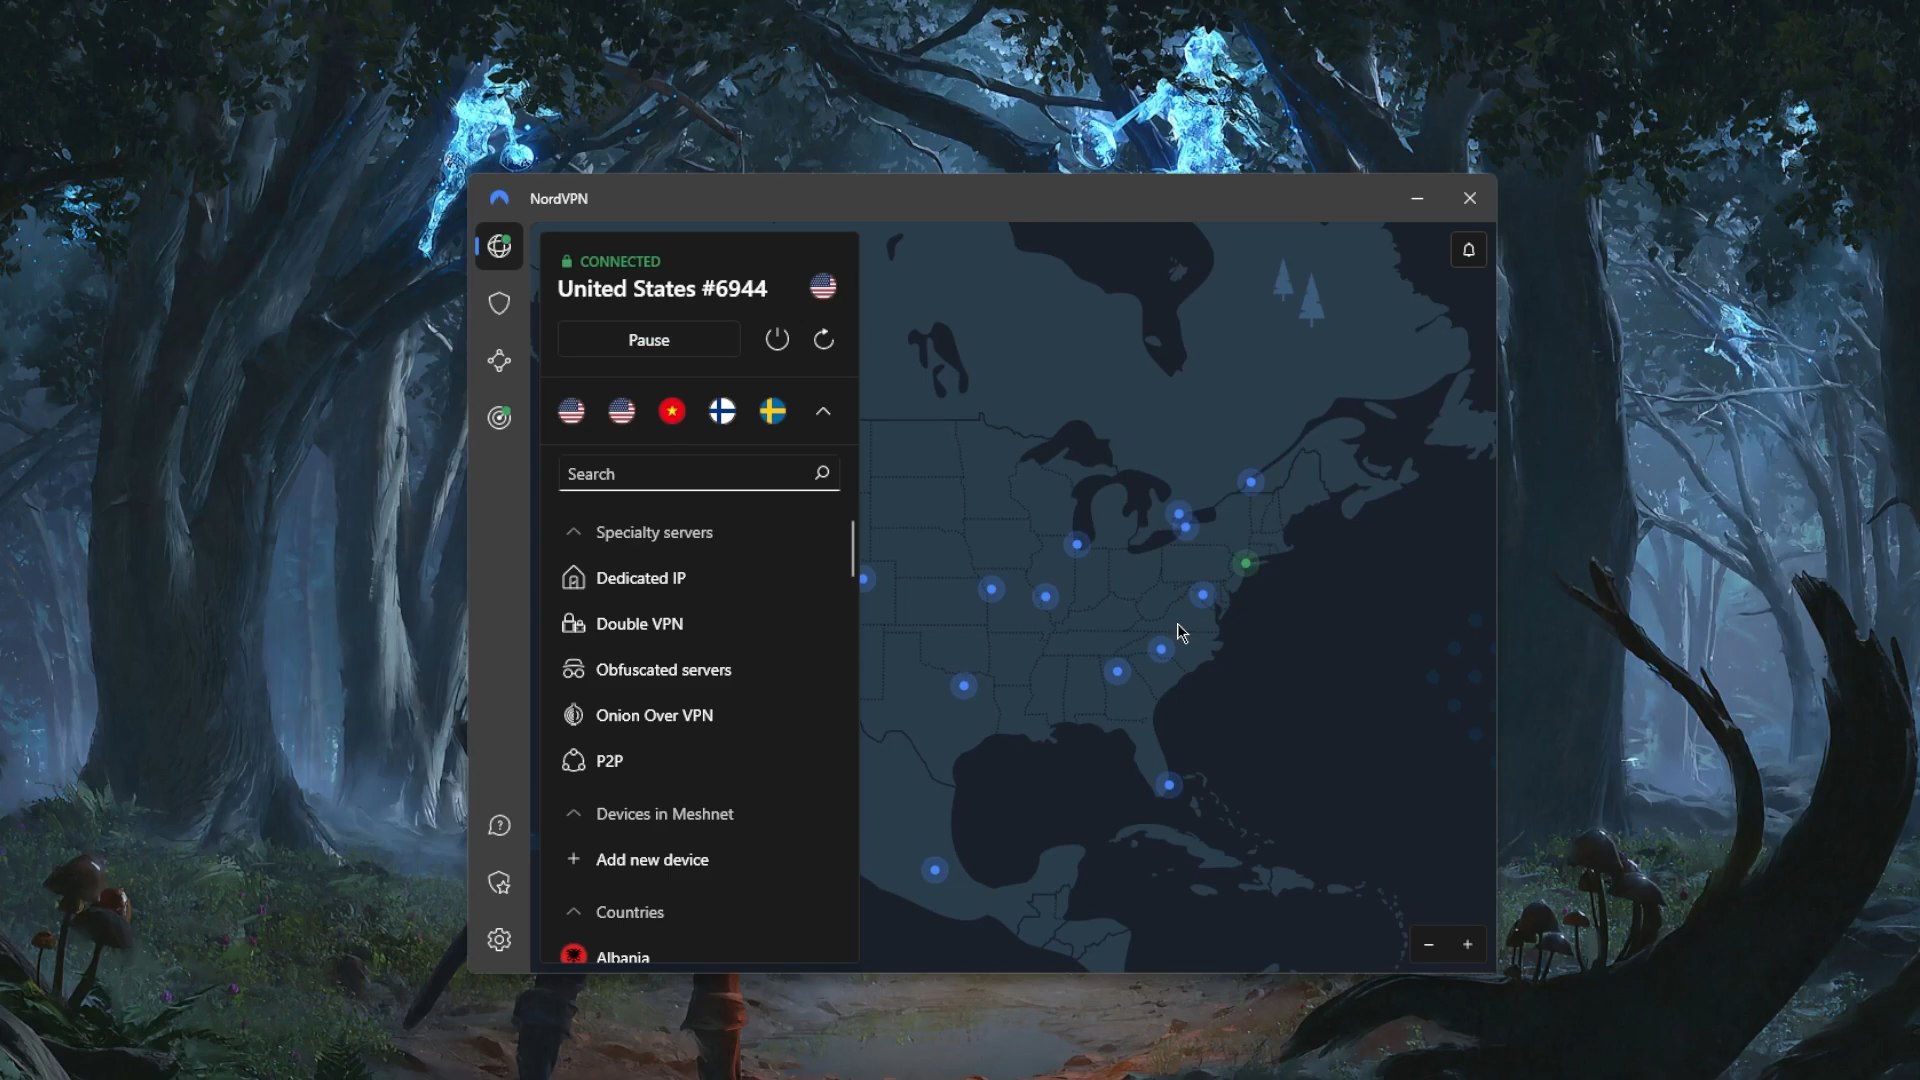 NordVPN
CONNECTED
United States #6944
Pause
Search
Specialty servers
Dedicated IP
Double VPN
Obfuscated servers
Onion Over VPN
P2P
Devices in Meshnet
Add new device
Countries
Albania